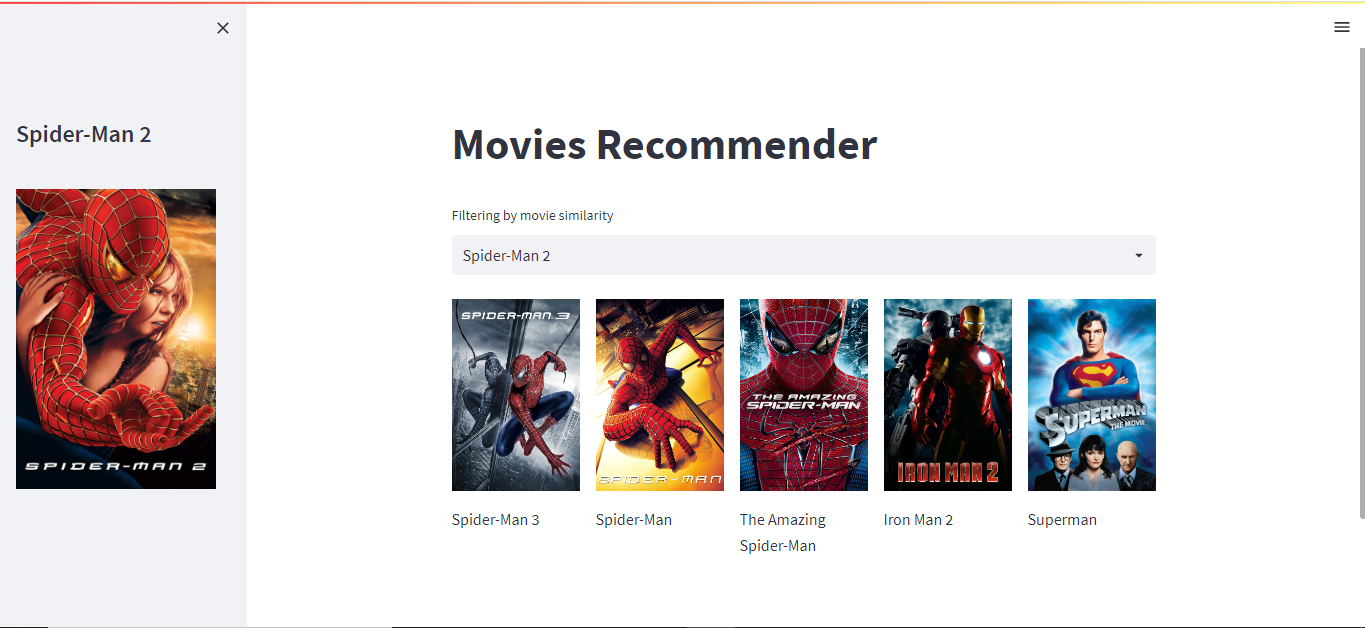 Spider-Man 2
SPIDER-MAN 2
Movies Recommender
Filtering by movie similarity
Spider-Man 2
SPIDER-MAN 3
SPIDER-MAN
THE AMAZING
SPIDER-MAN
IRON MAN 2
SUPERMAN
THE MOVIE
Spider-Man 3
Spider-Man
The Amazing
Spider-Man
Iron Man 2
Superman